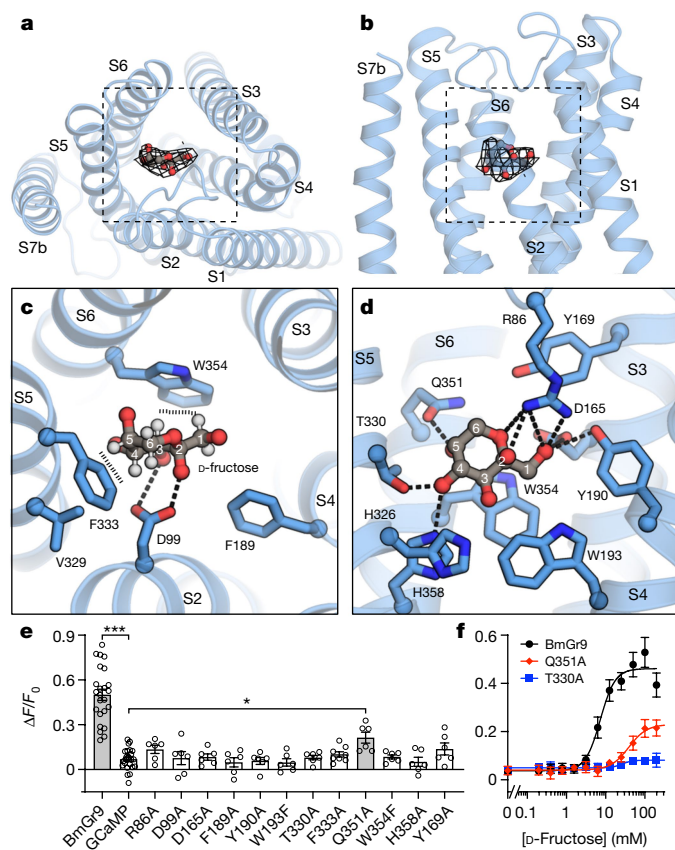 a
S6
S3
S5
S4
S7b
S2
S1
b
S3
S5
S7b
S4
S6
S1
S2
c
S6
S3
W354
S5
5
4
6
3
2
1
D-fructose
F333
S4
V329
D99
F189
S2
d
R86
Y169
S6
S3
S5
Q351
D165
T330
6
5
4
3
2
1
W354
Y190
H326
W193
H358
S4
e
0.9
***
0.6
*
ΔF/F0
0.3
0
BmGr9
GCaMP
R86A
D99A
D165A
F189A
Y190A
W193F
T330A
F333A
Q351A
W354F
H358A
Y169A
f
0.6
BmGr9
Q351A
T330A
0.4
0.2
0
0 0.1 1 10 100
[D-Fructose] (mM)